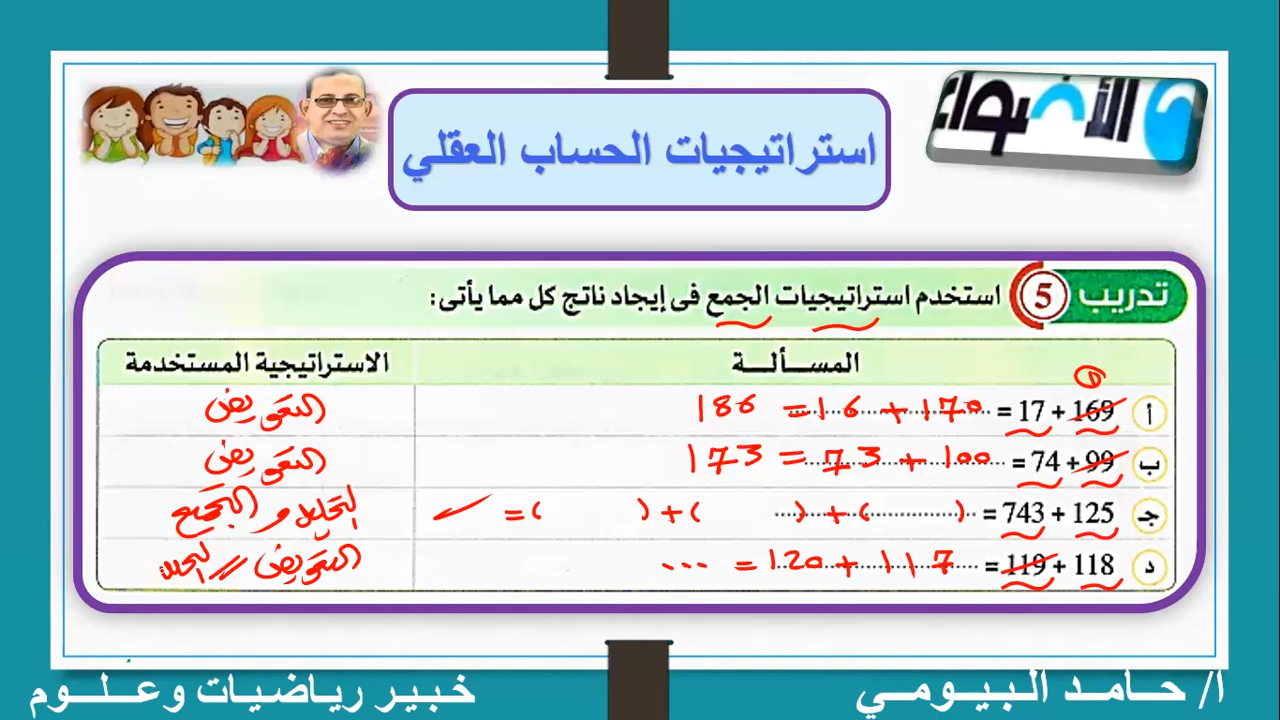 الأضواء
استراتيجيات الحساب العقلي
تدريب 5 استخدم استراتيجيات الجمع فى إيجاد ناتج كل مما يأتى:
المسألة الاستراتيجية المستخدمة
أ 169 + 17 = 170 + 16 = 186 التعويض
ب 99 + 74 = 100 + 73 = 173 التعويض
جـ 125 + 743 = ( ) + ( ) + ( ) = التحليل و التجميع
د 118 + 119 = 117 + 120 = ... التعويض //
أ/ حامد البيومي
خبير رياضيات وعلوم